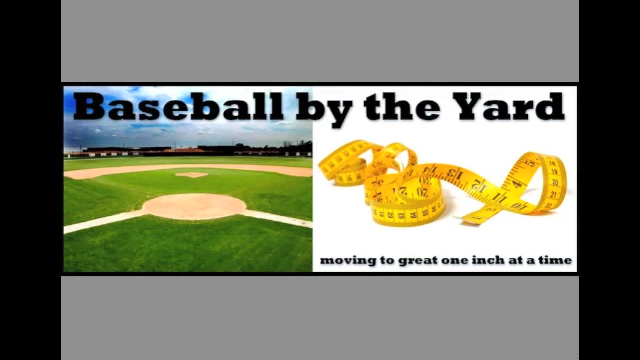 Baseball by the Yard
moving to great one inch at a time